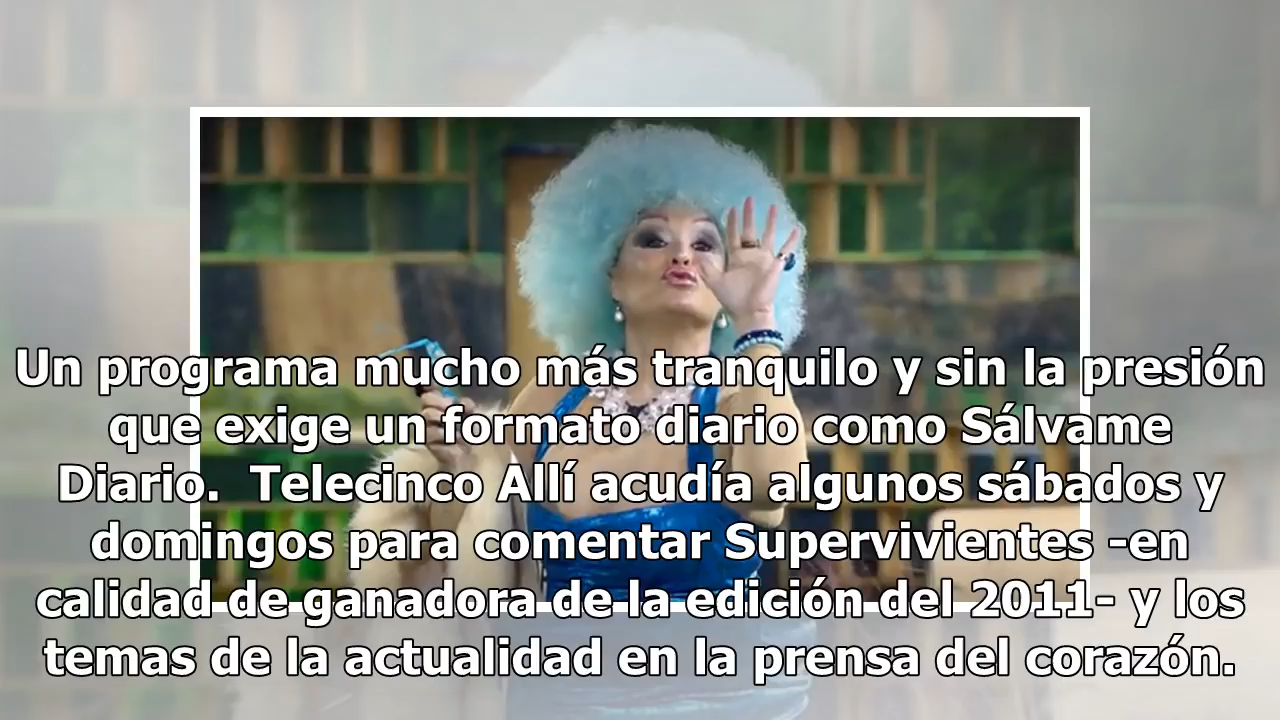 Un programa mucho más tranquilo y sin la presión
que exige un formato diario como Sálvame
Diario.  Telecinco Allí acudía algunos sábados y
domingos para comentar Supervivientes -en
calidad de ganadora de la edición del 2011- y los
temas de la actualidad en la prensa del corazón.